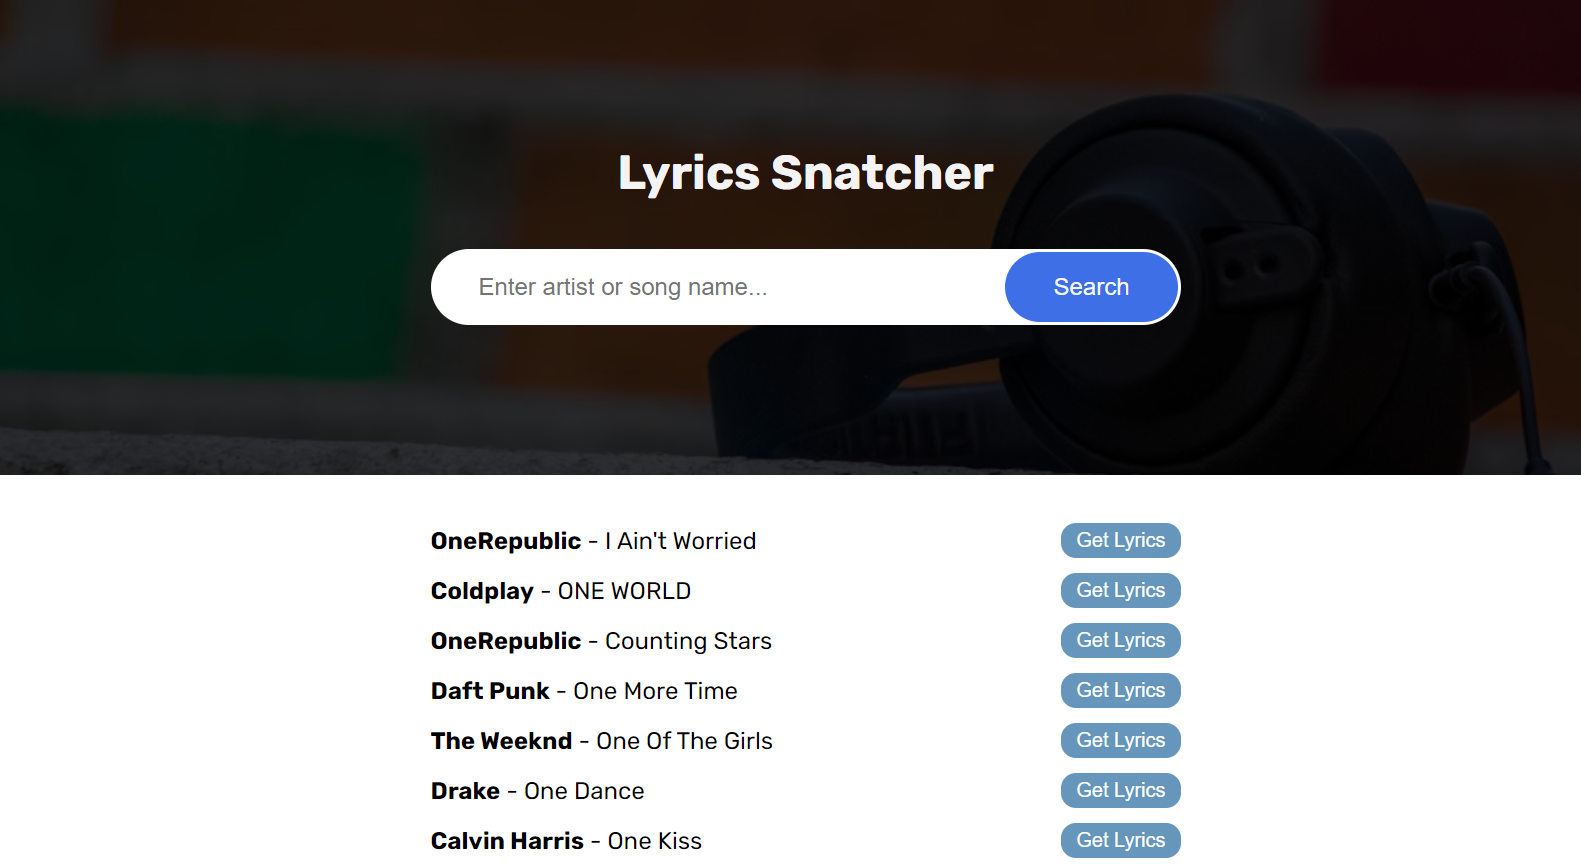 Lyrics Snatcher
Enter artist or song name... Search
OneRepublic - I Ain't Worried Get Lyrics
Coldplay - ONE WORLD Get Lyrics
OneRepublic - Counting Stars Get Lyrics
Daft Punk - One More Time Get Lyrics
The Weeknd - One Of The Girls Get Lyrics
Drake - One Dance Get Lyrics
Calvin Harris - One Kiss Get Lyrics